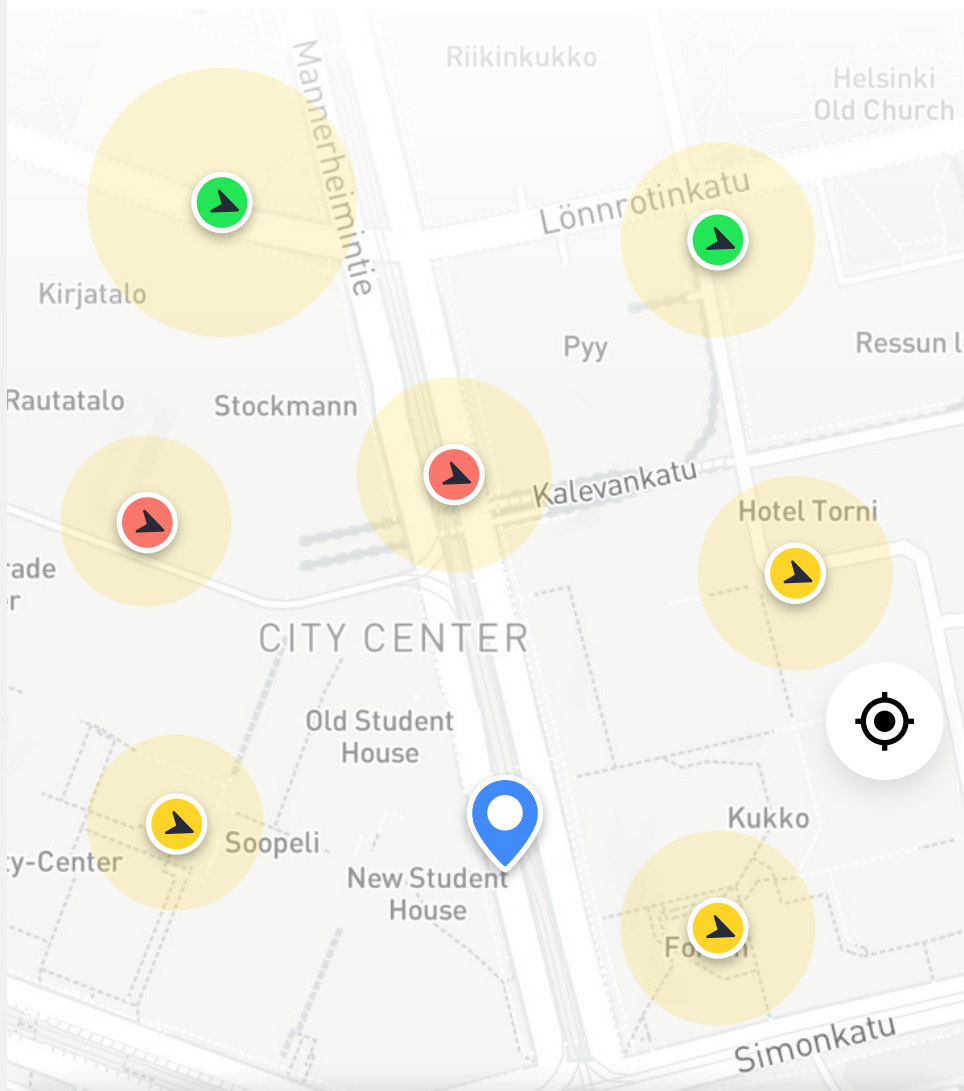 Riikinkukko
Helsinki
Old Church
Mannerheimintie
Lönnrotinkatu
Kirjatalo
Pyy
Ressun l
Rautatalo
Stockmann
Kalevankatu
Hotel Torni
rade
r
CITY CENTER
Old Student
House
Kukko
Soopeli
ty-Center
New Student
House
Simonkatu